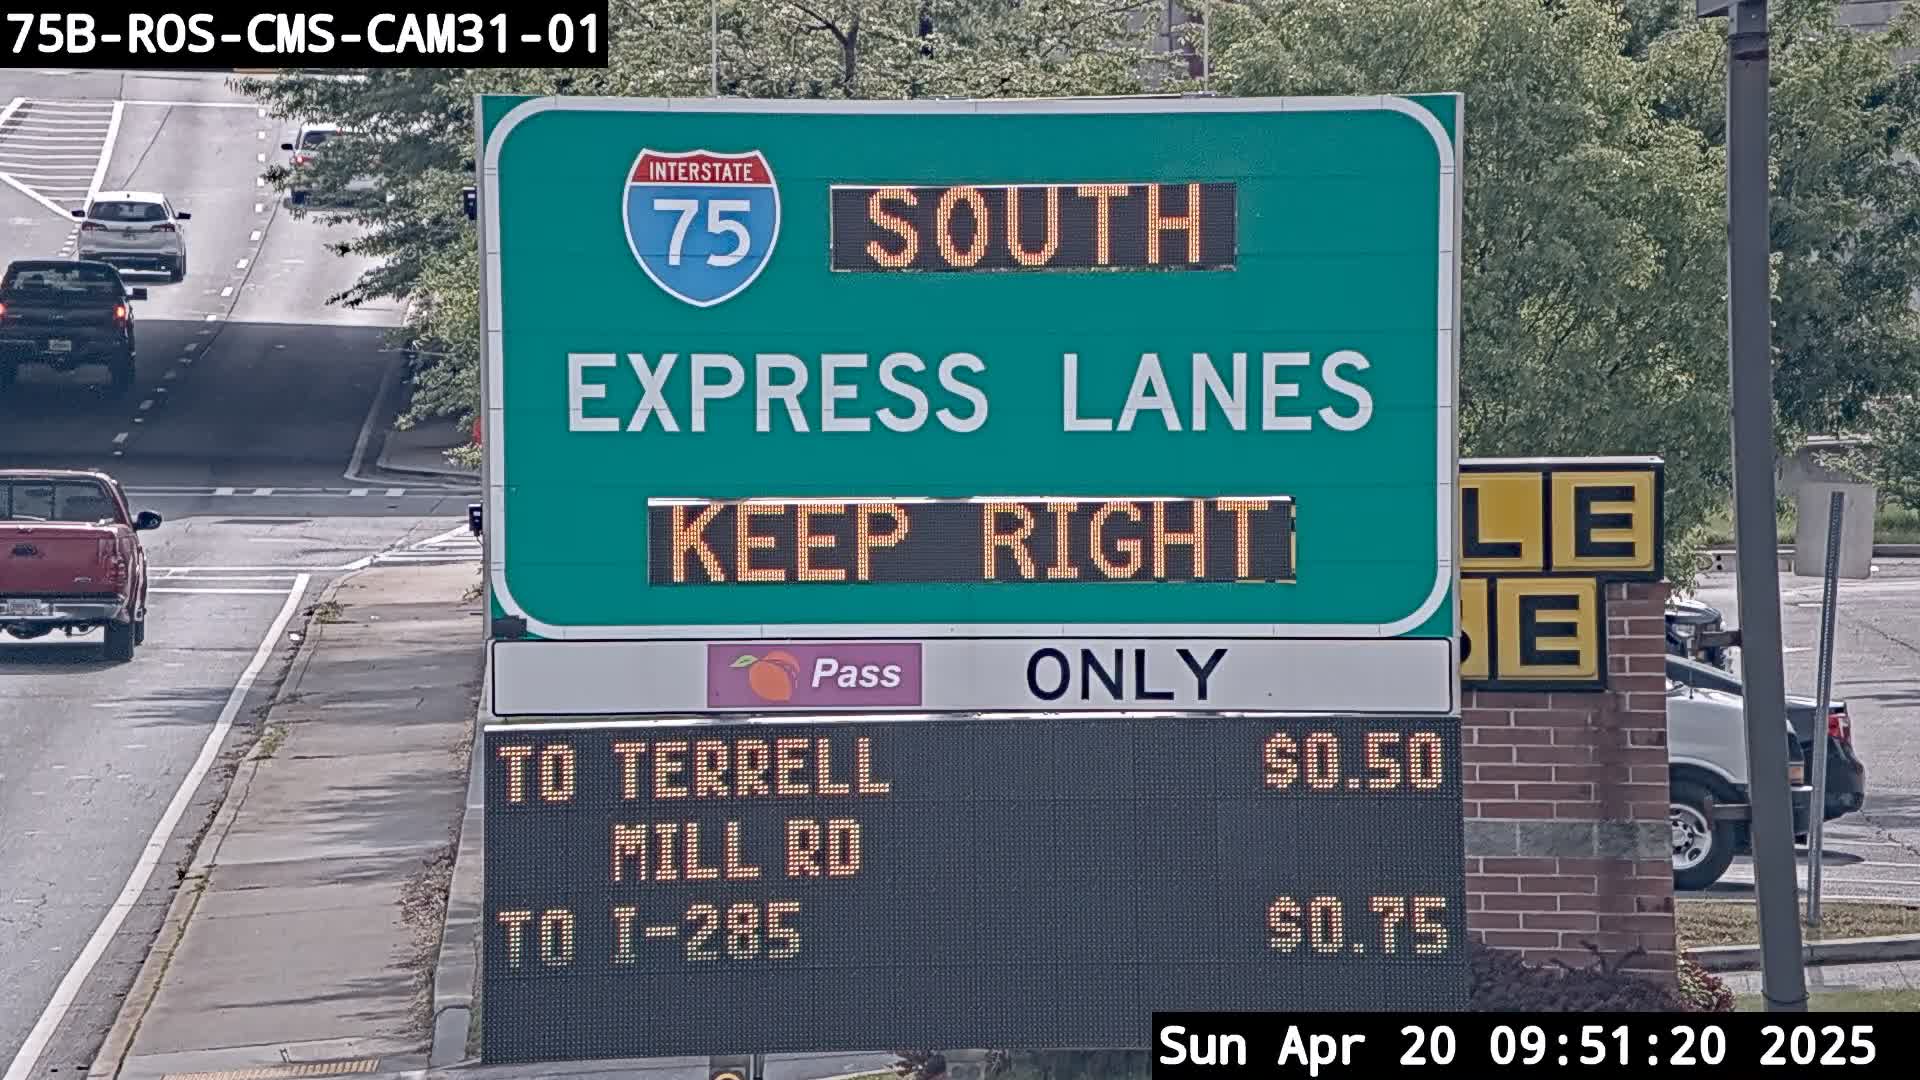 75B-ROS-CMS-CAM31-01
INTERSTATE
75
SOUTH
EXPRESS LANES
KEEP RIGHT
Pass ONLY
TO TERRELL $0.50
MILL RD
TO I-285 $0.75
LE
E
Sun Apr 20 09:51:20 2025